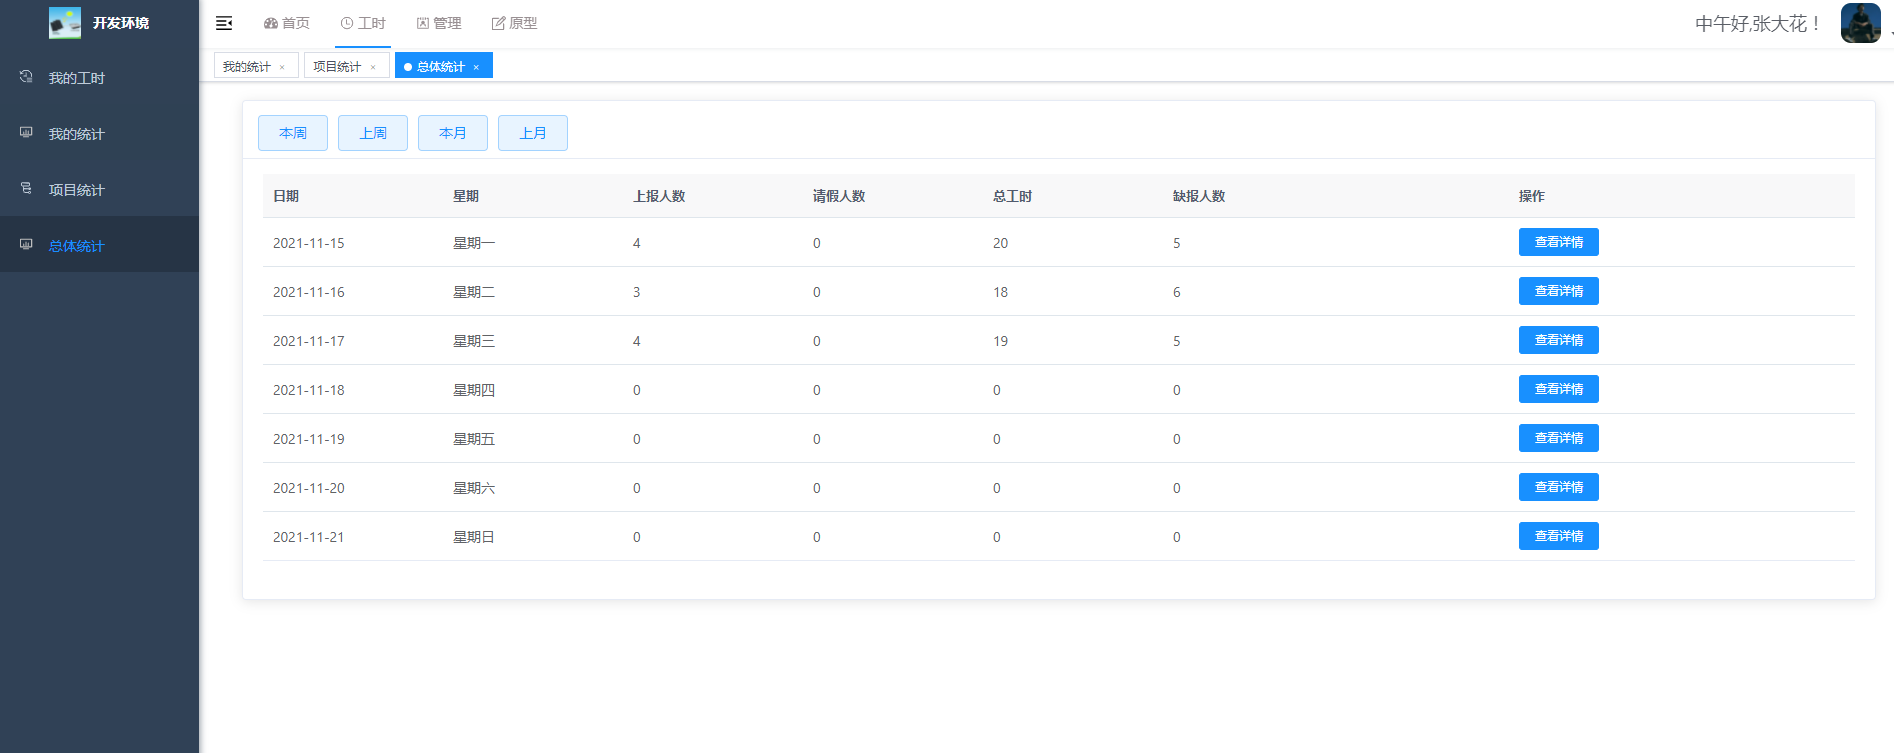 开发环境
首页 工时 管理 原型
中午好,张大花！
我的工时
我的统计
项目统计
总体统计
我的统计 × 项目统计 × 总体统计 ×
本周 上周 本月 上月
日期 星期 上报人数 请假人数 总工时 缺报人数 操作
2021-11-15 星期一 4 0 20 5 查看详情
2021-11-16 星期二 3 0 18 6 查看详情
2021-11-17 星期三 4 0 19 5 查看详情
2021-11-18 星期四 0 0 0 0 查看详情
2021-11-19 星期五 0 0 0 0 查看详情
2021-11-20 星期六 0 0 0 0 查看详情
2021-11-21 星期日 0 0 0 0 查看详情